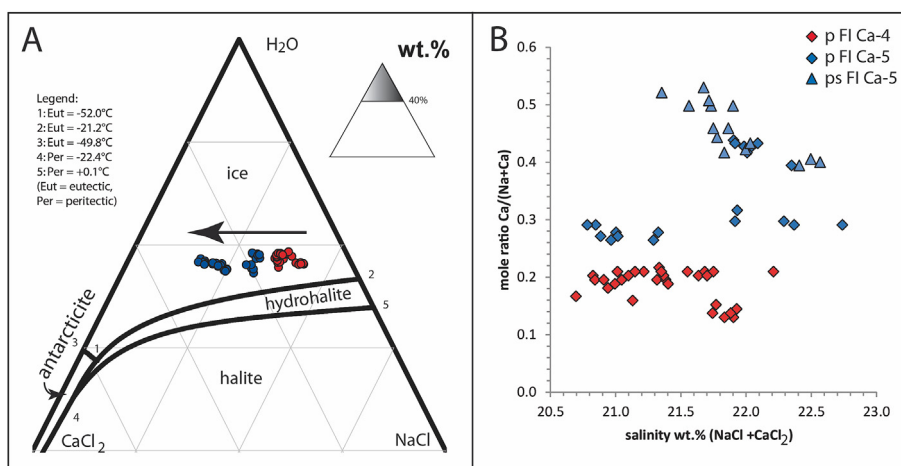 A
H2O
wt.%
40%
Legend:
1: Eut = -52.0°C
2: Eut = -21.2°C
3: Eut = -49.8°C
4: Per = -22.4°C
5: Per = +0.1°C
(Eut = eutectic,
Per = peritectic)
ice
2
hydrohalite
5
antarcticite
3
1
halite
4
CaCl2
NaCl
B
p FI Ca-4
p FI Ca-5
ps FI Ca-5
mole ratio Ca/(Na+Ca)
0.6
0.5
0.4
0.3
0.2
0.1
0.0
20.5 21.0 21.5 22.0 22.5 23.0
salinity wt.% (NaCl +CaCl2)